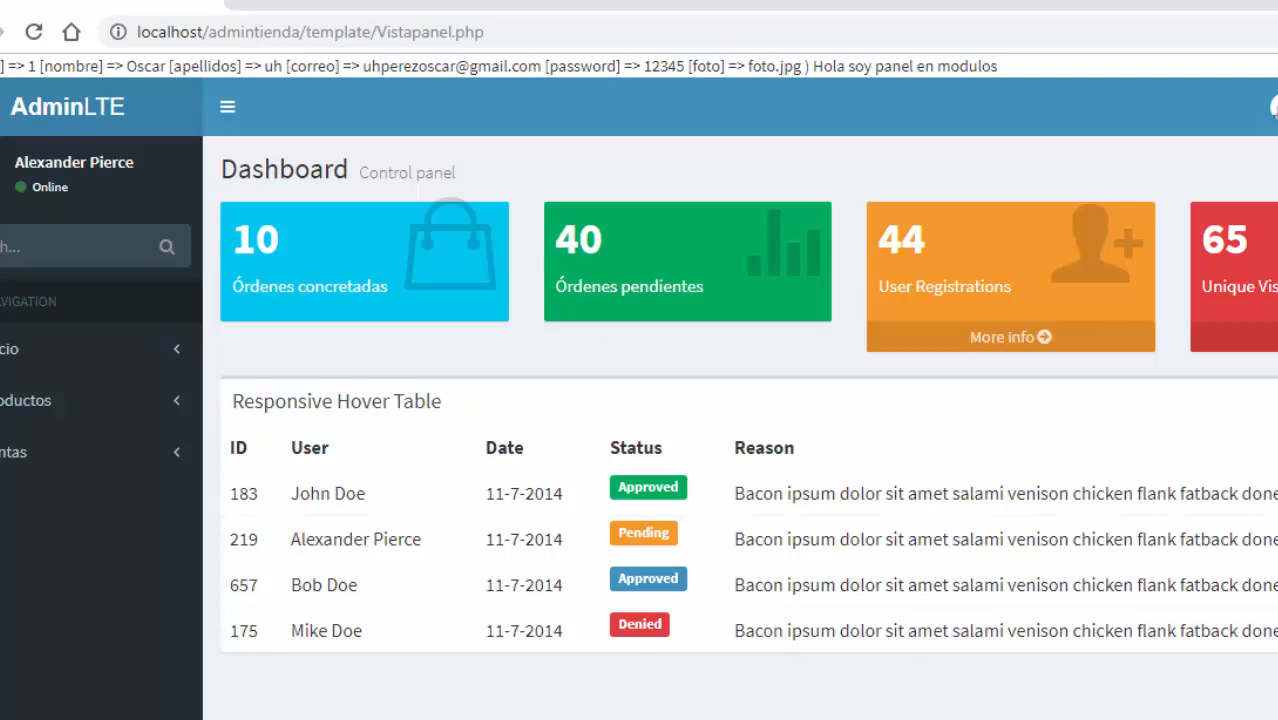 localhost/admintienda/template/Vistapanel.php
] => 1 [nombre] => Oscar [apellidos] => uh [correo] => uhperezoscar@gmail.com [password] => 12345 [foto] => foto.jpg ) Hola soy panel en modulos
AdminLTE
Alexander Pierce
Online
h...
VIGATION
cio
oductos
ntas
Dashboard Control panel
10
Órdenes concretadas
40
Órdenes pendientes
44
User Registrations
More info
65
Unique Vis
Responsive Hover Table
ID User Date Status Reason
183 John Doe 11-7-2014 Approved Bacon ipsum dolor sit amet salami venison chicken flank fatback done
219 Alexander Pierce 11-7-2014 Pending Bacon ipsum dolor sit amet salami venison chicken flank fatback done
657 Bob Doe 11-7-2014 Approved Bacon ipsum dolor sit amet salami venison chicken flank fatback done
175 Mike Doe 11-7-2014 Denied Bacon ipsum dolor sit amet salami venison chicken flank fatback done